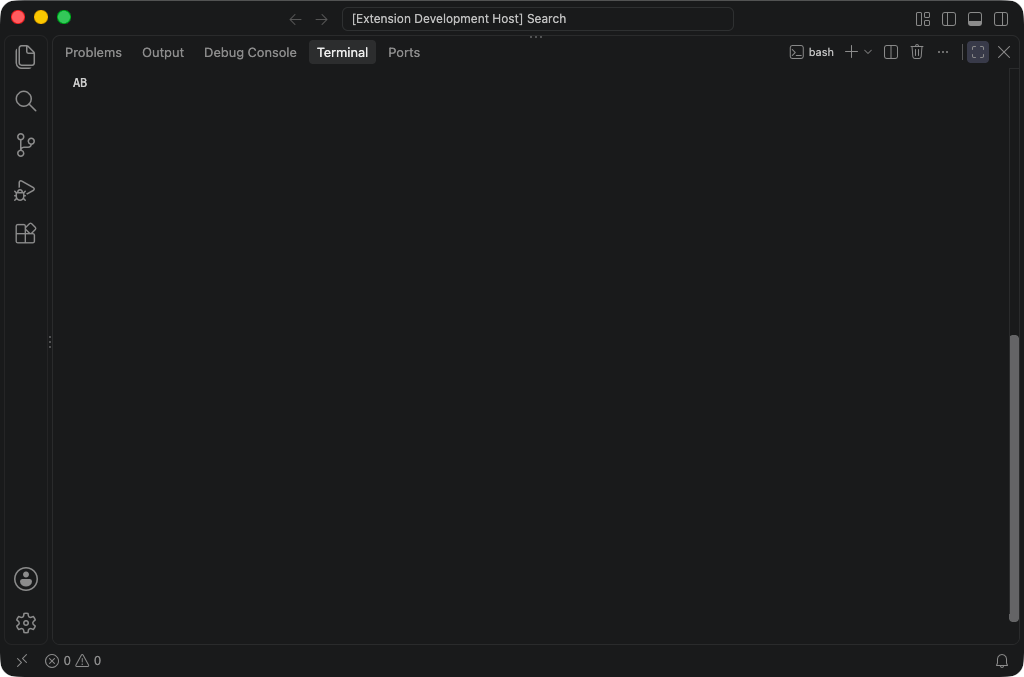 [Extension Development Host] Search
Problems Output Debug Console Terminal Ports bash
AB
0 0